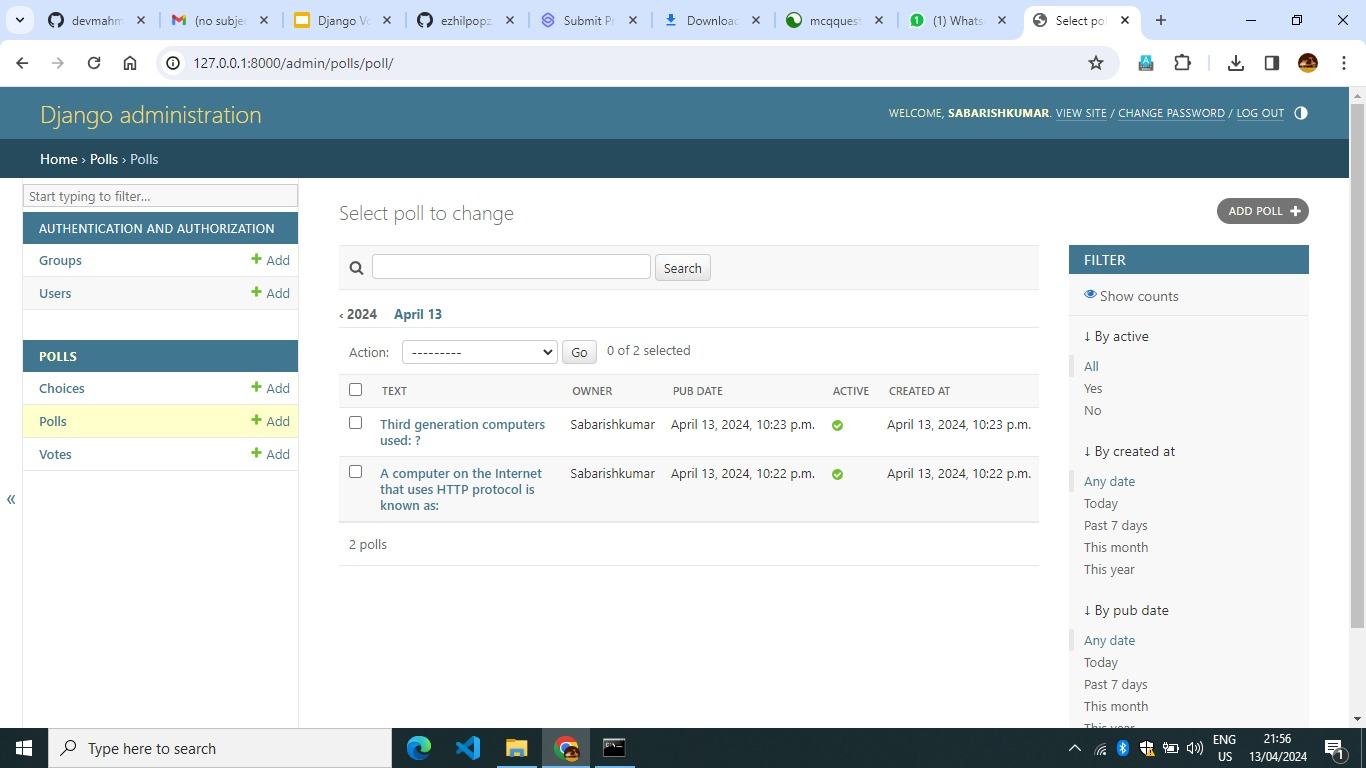 devmahm
(no subje
Django Vo
ezhilpopz
Submit Pr
Downloa
mcqquest
(1) Whats
Select pol
127.0.0.1:8000/admin/polls/poll/
Django administration
WELCOME, SABARISHKUMAR. VIEW SITE / CHANGE PASSWORD / LOG OUT
Home › Polls › Polls
Start typing to filter...
AUTHENTICATION AND AUTHORIZATION
Groups + Add
Users + Add
POLLS
Choices + Add
Polls + Add
Votes + Add
«
Select poll to change
ADD POLL +
Search
‹ 2024 April 13
Action: --------- Go 0 of 2 selected
TEXT OWNER PUB DATE ACTIVE CREATED AT
Third generation computers used: ? Sabarishkumar April 13, 2024, 10:23 p.m. April 13, 2024, 10:23 p.m.
A computer on the Internet that uses HTTP protocol is known as: Sabarishkumar April 13, 2024, 10:22 p.m. April 13, 2024, 10:22 p.m.
2 polls
FILTER
Show counts
↓ By active
All
Yes
No
↓ By created at
Any date
Today
Past 7 days
This month
This year
↓ By pub date
Any date
Today
Past 7 days
This month
This year
Type here to search
ENG
US
21:56
13/04/2024
1